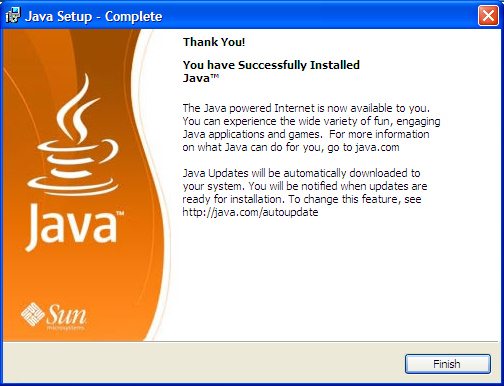 Java Setup - Complete
Thank You!
You have Successfully Installed
Java™
The Java powered Internet is now available to you.
You can experience the wide variety of fun, engaging
Java applications and games. For more information
on what Java can do for you, go to java.com
Java Updates will be automatically downloaded to
your system. You will be notified when updates are
ready for installation. To change this feature, see
http://java.com/autoupdate
Java™
Sun
microsystems
Finish